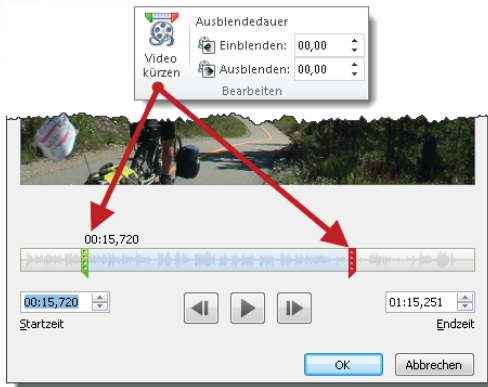 Ausblendedauer
Video
kürzen
Einblenden: 00,00
Ausblenden: 00,00
Bearbeiten
00:15,720
00:15,720
01:15,251
Startzeit
Endzeit
OK
Abbrechen